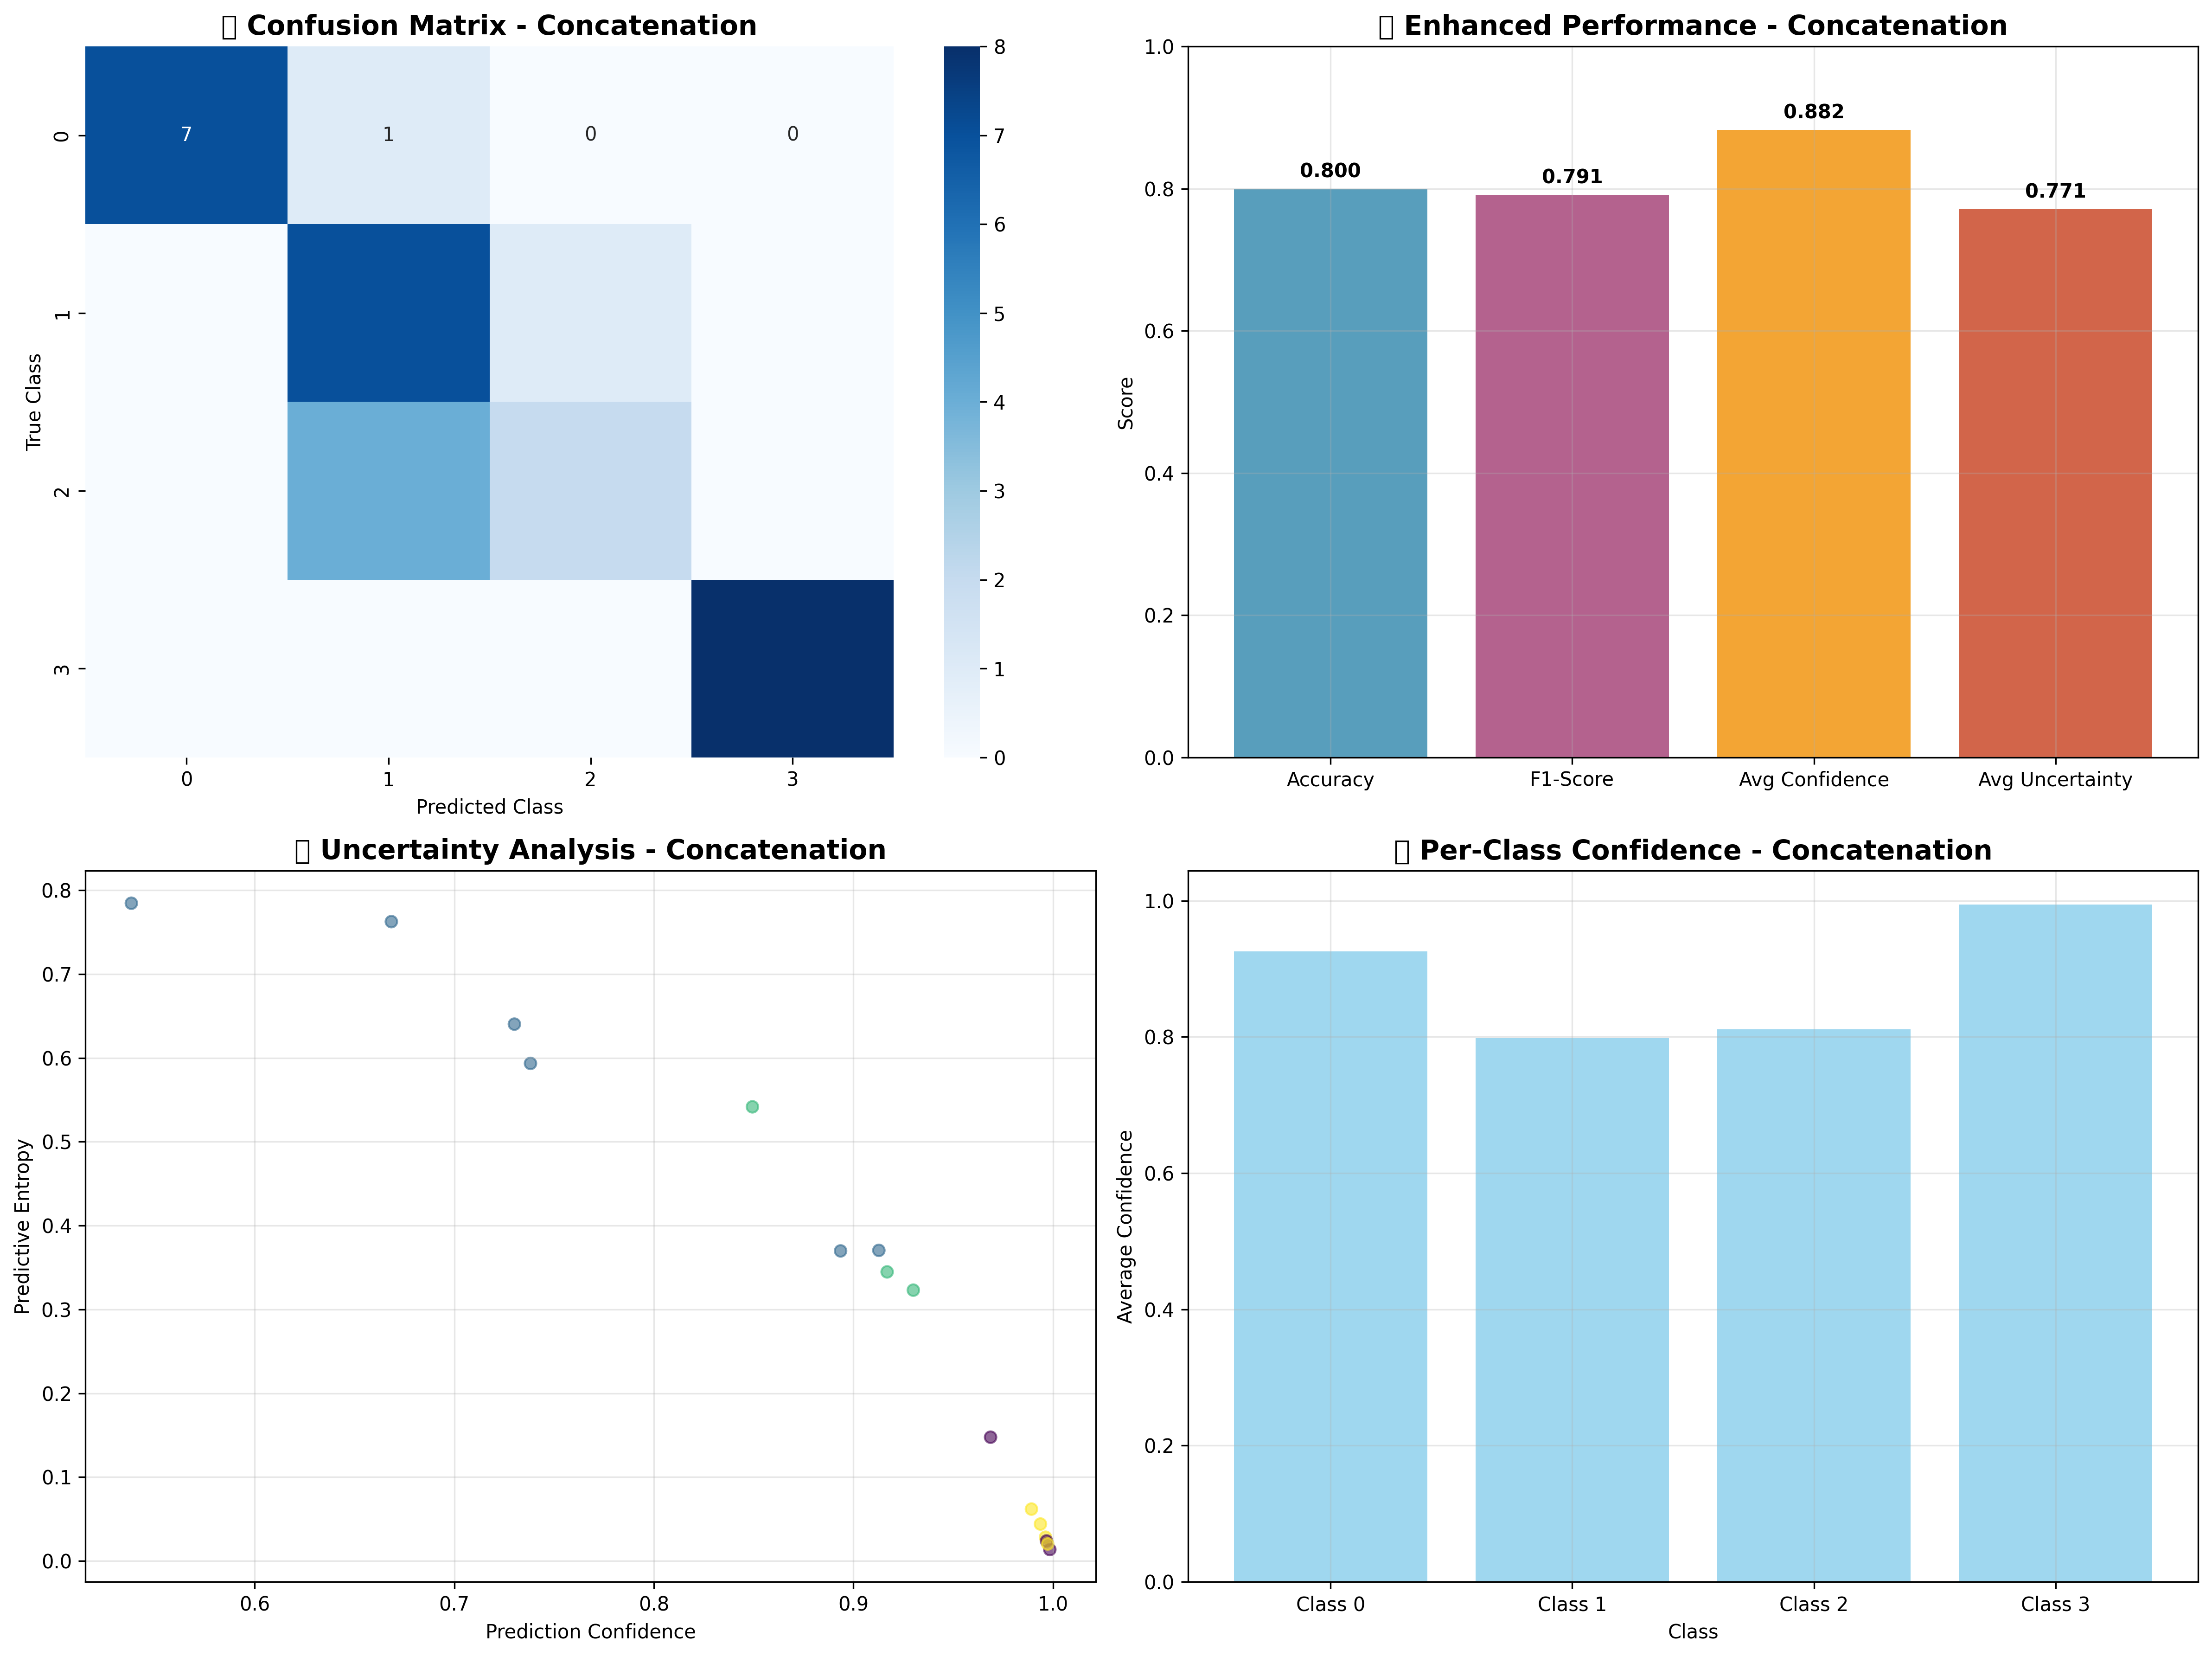 ▯ Confusion Matrix - Concatenation
7 1 0 0
0
1
2
3
True Class
0 1 2 3
Predicted Class
8
7
6
5
4
3
2
1
0
▯ Enhanced Performance - Concatenation
1.0
0.8
0.6
0.4
0.2
0.0
Score
0.800
0.791
0.882
0.771
Accuracy F1-Score Avg Confidence Avg Uncertainty
▯ Uncertainty Analysis - Concatenation
0.8
0.7
0.6
0.5
0.4
0.3
0.2
0.1
0.0
Predictive Entropy
0.6 0.7 0.8 0.9 1.0
Prediction Confidence
▯ Per-Class Confidence - Concatenation
1.0
0.8
0.6
0.4
0.2
0.0
Average Confidence
Class 0 Class 1 Class 2 Class 3
Class